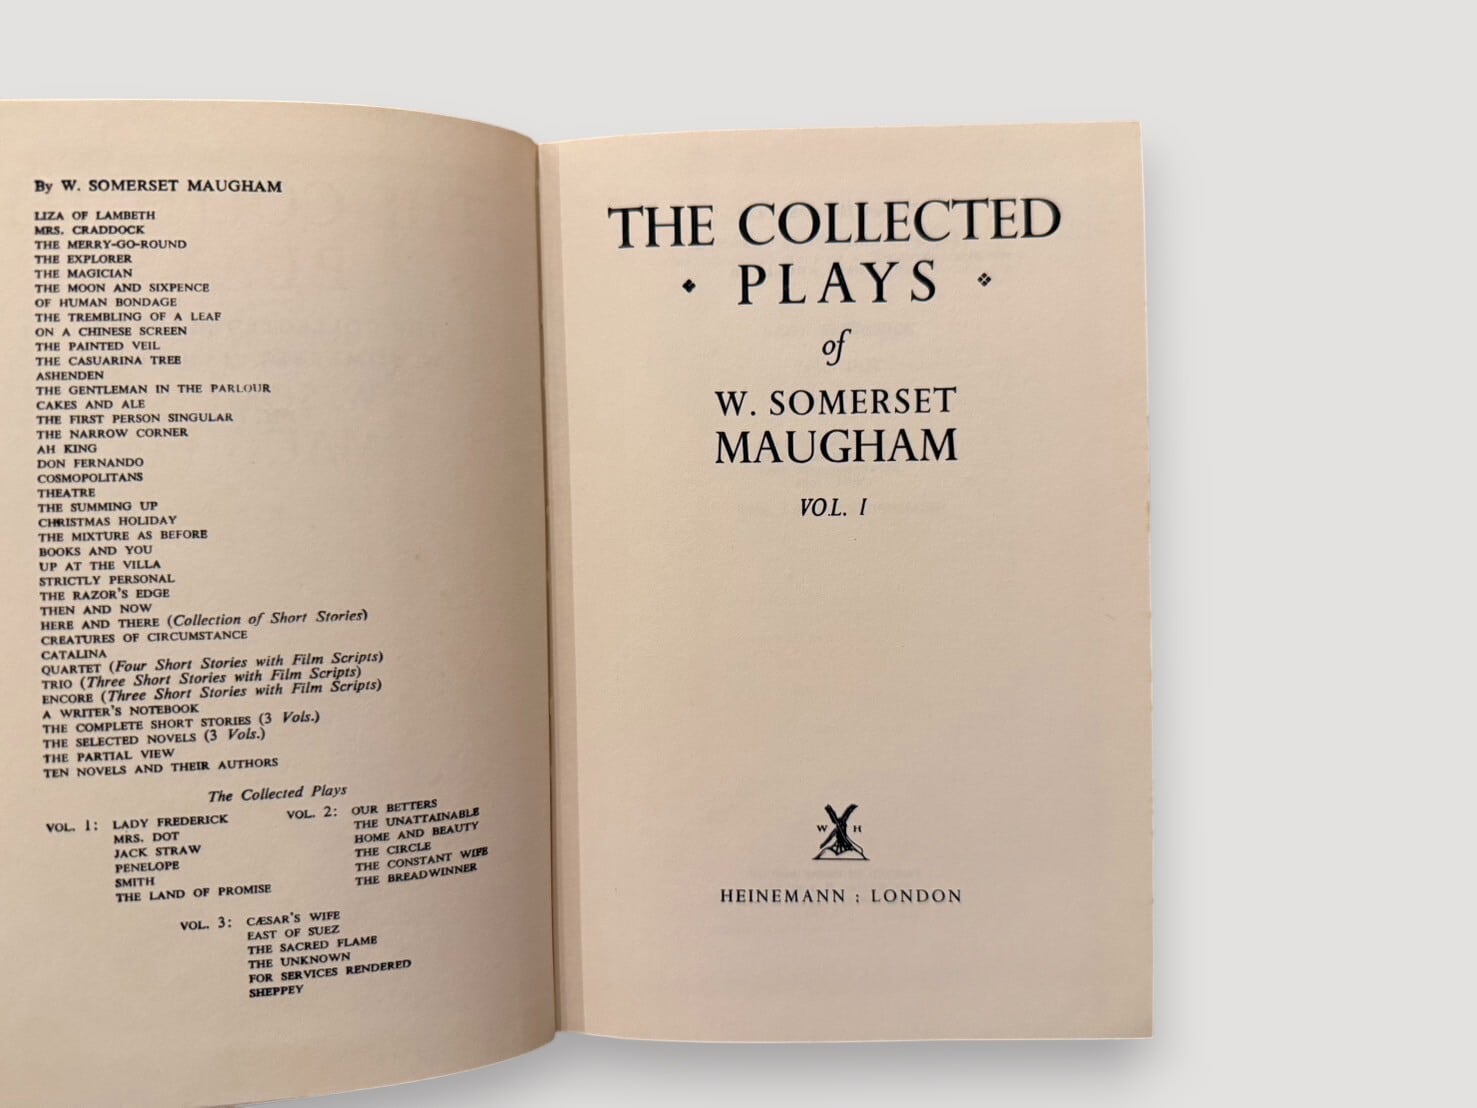 By W. SOMERSET MAUGHAM
LIZA OF LAMBETH
MRS. CRADDOCK
THE MERRY-GO-ROUND
THE EXPLORER
THE MAGICIAN
THE MOON AND SIXPENCE
OF HUMAN BONDAGE
THE TREMBLING OF A LEAF
ON A CHINESE SCREEN
THE PAINTED VEIL
THE CASUARINA TREE
ASHENDEN
THE GENTLEMAN IN THE PARLOUR
CAKES AND ALE
THE FIRST PERSON SINGULAR
THE NARROW CORNER
AH KING
DON FERNANDO
COSMOPOLITANS
THEATRE
THE SUMMING UP
CHRISTMAS HOLIDAY
THE MIXTURE AS BEFORE
BOOKS AND YOU
UP AT THE VILLA
STRICTLY PERSONAL
THE RAZOR'S EDGE
THEN AND NOW
HERE AND THERE (Collection of Short Stories)
CREATURES OF CIRCUMSTANCE
CATALINA
QUARTET (Four Short Stories with Film Scripts)
TRIO (Three Short Stories with Film Scripts)
ENCORE (Three Short Stories with Film Scripts)
A WRITER'S NOTEBOOK
THE COMPLETE SHORT STORIES (3 Vols.)
THE SELECTED NOVELS (3 Vols.)
THE PARTIAL VIEW
TEN NOVELS AND THEIR AUTHORS
The Collected Plays
VOL. 1: LADY FREDERICK
MRS. DOT
JACK STRAW
PENELOPE
SMITH
THE LAND OF PROMISE
VOL. 2: OUR BETTERS
THE UNATTAINABLE
HOME AND BEAUTY
THE CIRCLE
THE CONSTANT WIFE
THE BREADWINNER
VOL. 3: CÆSAR'S WIFE
EAST OF SUEZ
THE SACRED FLAME
THE UNKNOWN
FOR SERVICES RENDERED
SHEPPEY
THE COLLECTED
PLAYS
of
W. SOMERSET
MAUGHAM
VOL. I
W H
HEINEMANN : LONDON